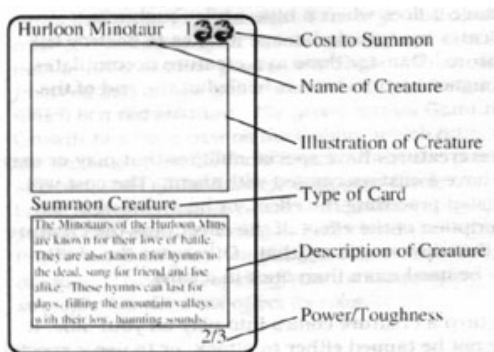 Hurloon Minotaur 1
Cost to Summon
Name of Creature
Illustration of Creature
Summon Creature
Type of Card
The Minotaurs of the Hurloon Mtns
are known for their love of battle.
They are also known for hymns to
the dead, sung for friend and foe
alike. These hymns can last for
days, filling the mountain valleys
with their low, haunting sounds.
Description of Creature
2/3
Power/Toughness